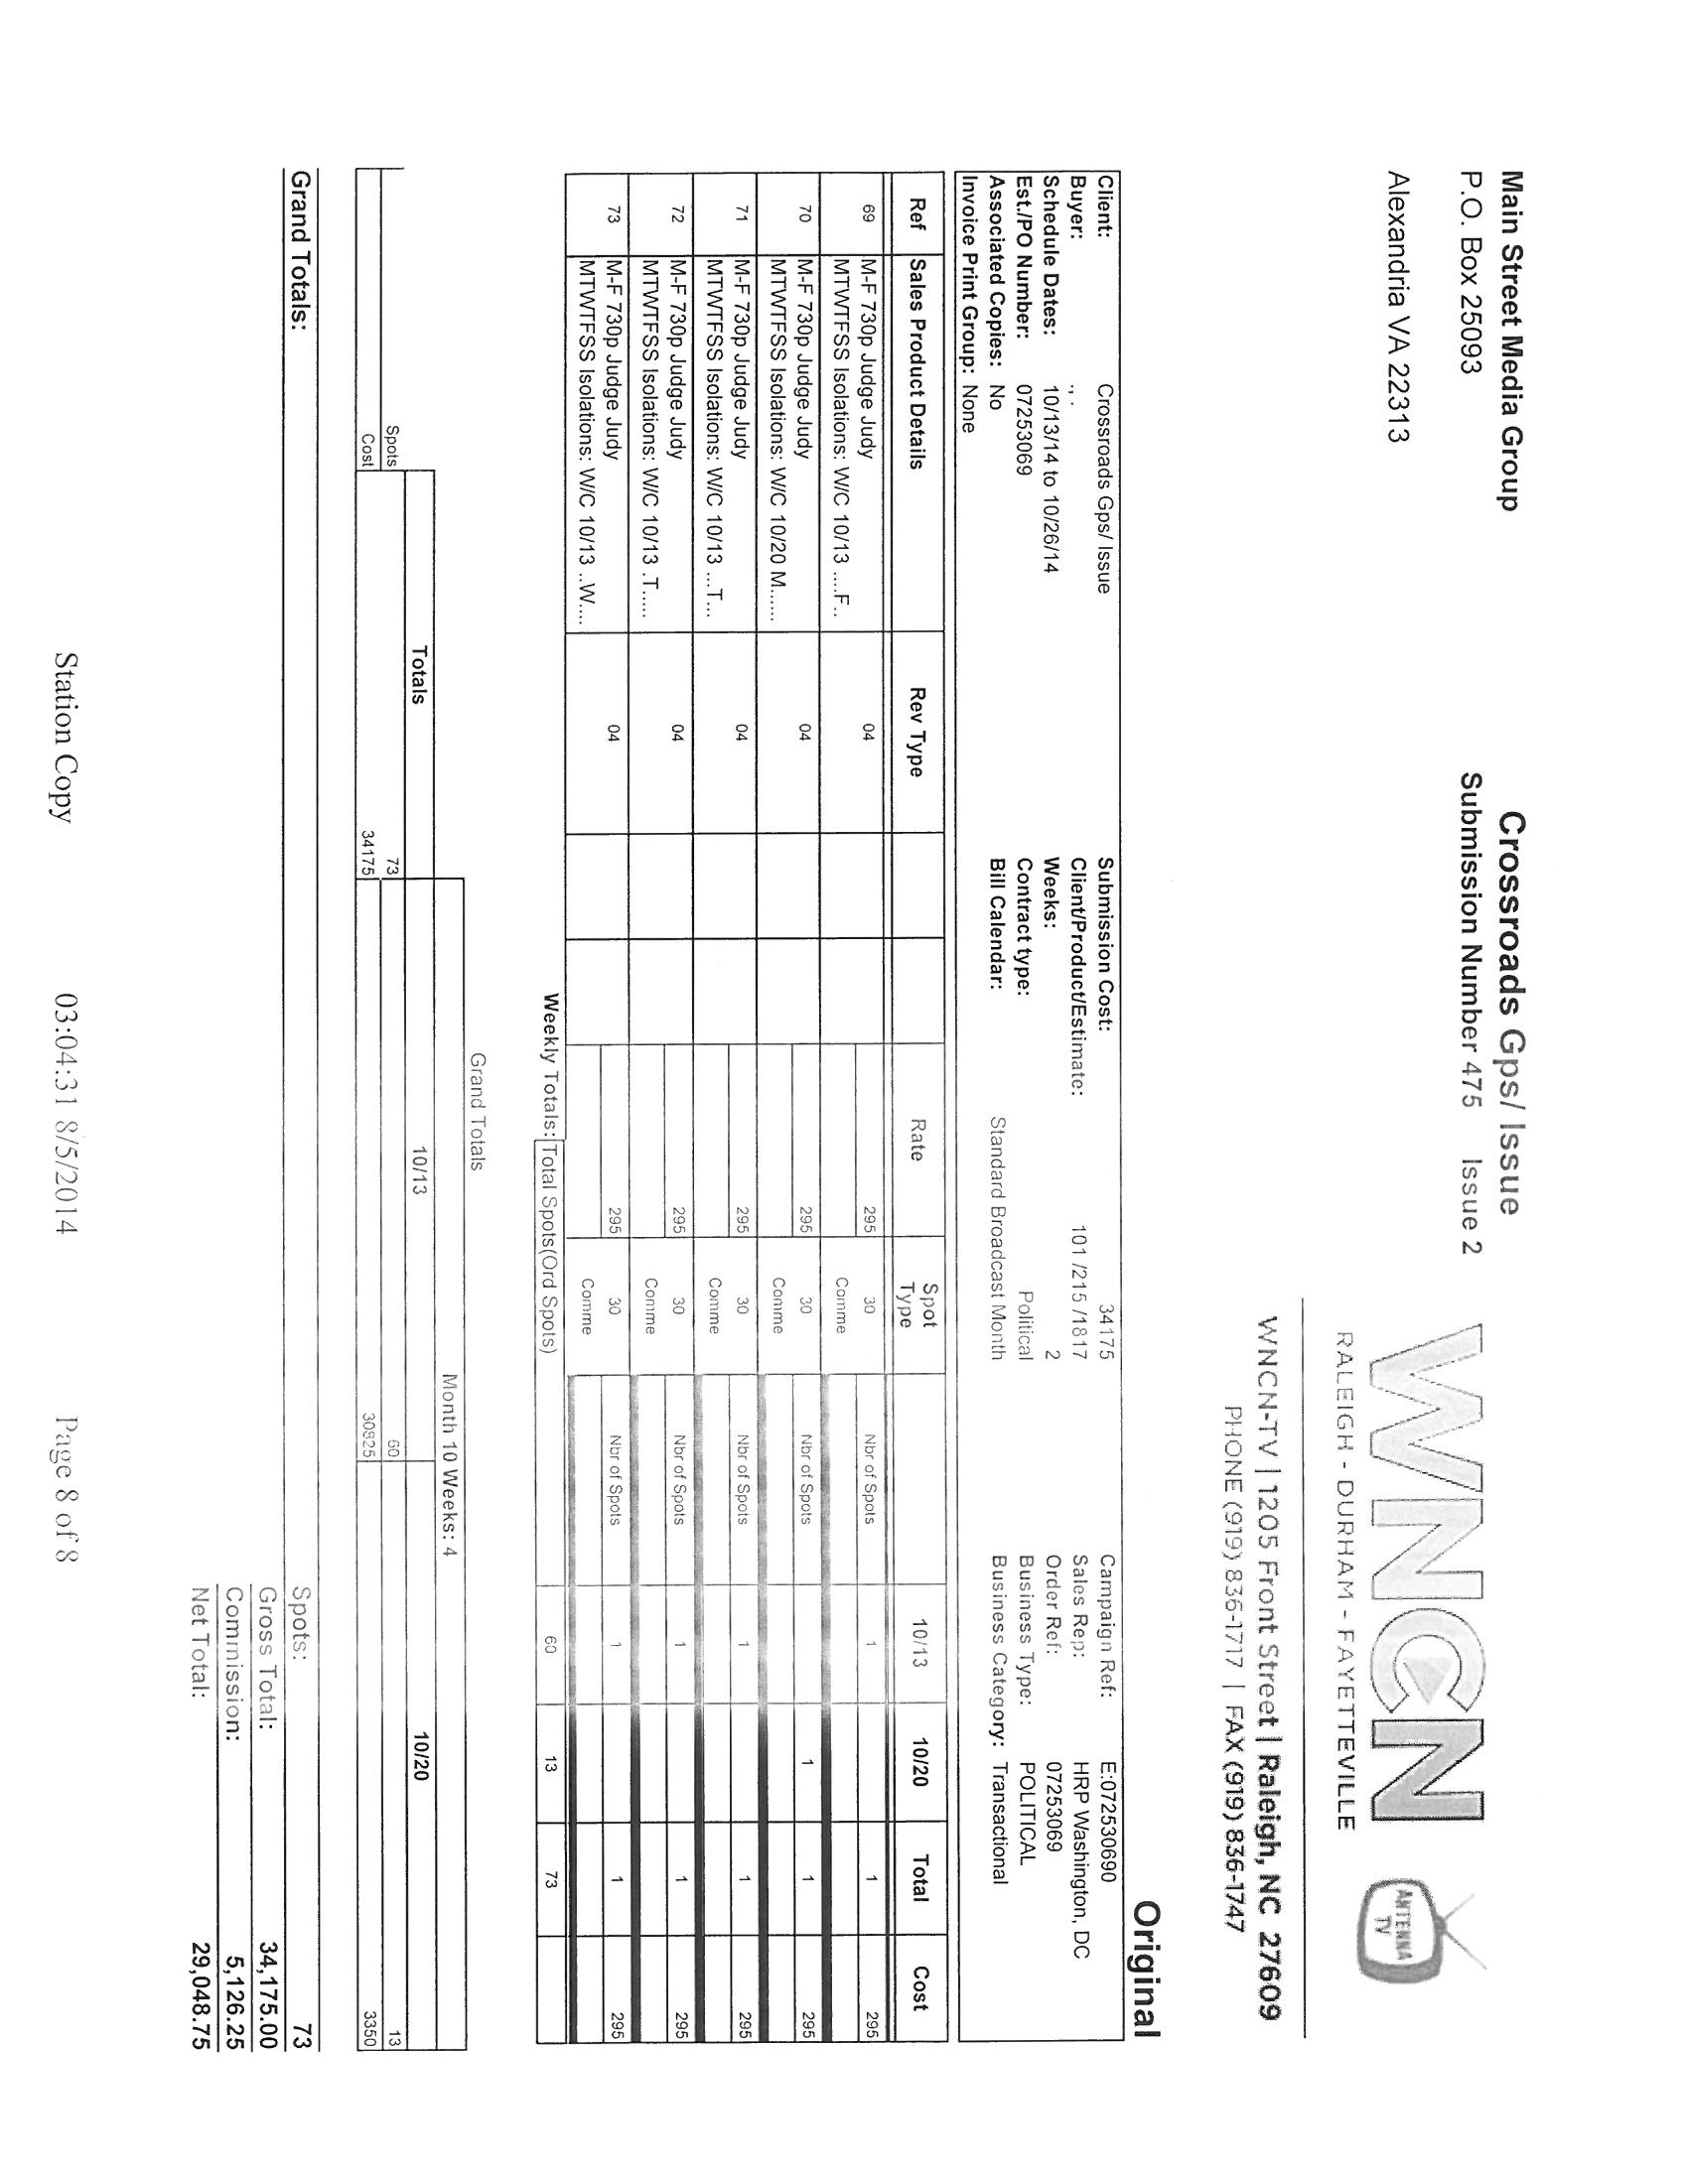 Main Street Media Group
P.O. Box 25093
Alexandria VA 22313
Crossroads Gps/ Issue
Submission Number 475 Issue 2
WNCN
ANTENNA TV
RALEIGH - DURHAM - FAYETTEVILLE
WNCN-TV | 1205 Front Street | Raleigh, NC 27609
PHONE (919) 836-1717 | FAX (919) 836-1747
Original
Client: Crossroads Gps/ Issue Submission Cost: 34175 Campaign Ref: E:072530690
Buyer: ., . Client/Product/Estimate: 101 /215 /1817 Sales Rep: HRP Washington, DC
Schedule Dates: 10/13/14 to 10/26/14 Weeks: 2 Order Ref: 07253069
Est./PO Number: 07253069 Contract type: Political Business Type: POLITICAL
Associated Copies: No Bill Calendar: Standard Broadcast Month Business Category: Transactional
Invoice Print Group: None
Ref Sales Product Details Rev Type Rate Spot Type 10/13 10/20 Total Cost
69 M-F 730p Judge Judy 04 295 30 Nbr of Spots 1 1 295
MTWTFSS Isolations: W/C 10/13 ....F.. Comme
70 M-F 730p Judge Judy 04 295 30 Nbr of Spots 1 1 295
MTWTFSS Isolations: W/C 10/20 M...... Comme
71 M-F 730p Judge Judy 04 295 30 Nbr of Spots 1 1 295
MTWTFSS Isolations: W/C 10/13 ...T... Comme
72 M-F 730p Judge Judy 04 295 30 Nbr of Spots 1 1 295
MTWTFSS Isolations: W/C 10/13 .T..... Comme
73 M-F 730p Judge Judy 04 295 30 Nbr of Spots 1 1 295
MTWTFSS Isolations: W/C 10/13 ..W.... Comme
Weekly Totals: Total Spots(Ord Spots) 60 13 73
Grand Totals
Month 10 Weeks: 4
Totals 10/13 10/20
Spots 73 60 13
Cost 34175 30825 3350
Grand Totals: Spots: 73
Gross Total: 34,175.00
Commission: 5,126.25
Net Total: 29,048.75
Station Copy 03:04:31 8/5/2014 Page 8 of 8